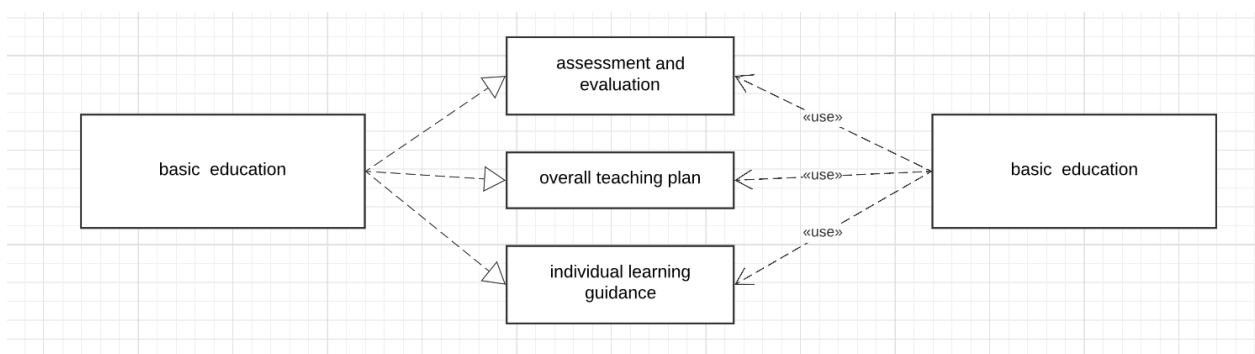 assessment and
evaluation
«use»
basic education
overall teaching plan
«use»
basic education
«use»
individual learning
guidance